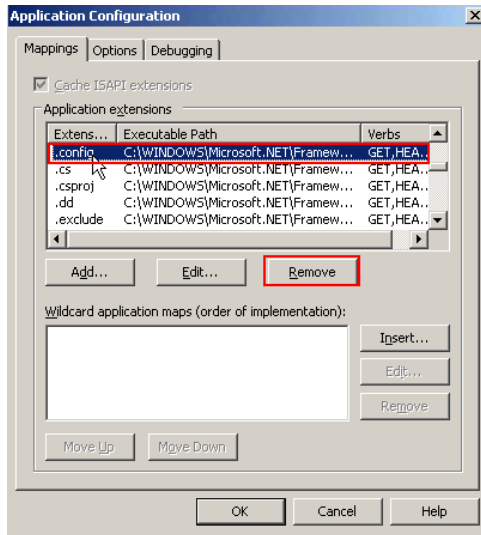 Application Configuration
Mappings Options Debugging
Cache ISAPI extensions
Application extensions
Extens... Executable Path Verbs
.config C:\WINDOWS\Microsoft.NET\Framew... GET,HEA..
.cs C:\WINDOWS\Microsoft.NET\Framew... GET,HEA..
.csproj C:\WINDOWS\Microsoft.NET\Framew... GET,HEA..
.dd C:\WINDOWS\Microsoft.NET\Framew... GET,HEA..
.exclude C:\WINDOWS\Microsoft.NET\Framew... GET,HEA..
Add... Edit... Remove
Wildcard application maps (order of implementation):
Insert...
Edit...
Remove
Move Up Move Down
OK Cancel Help